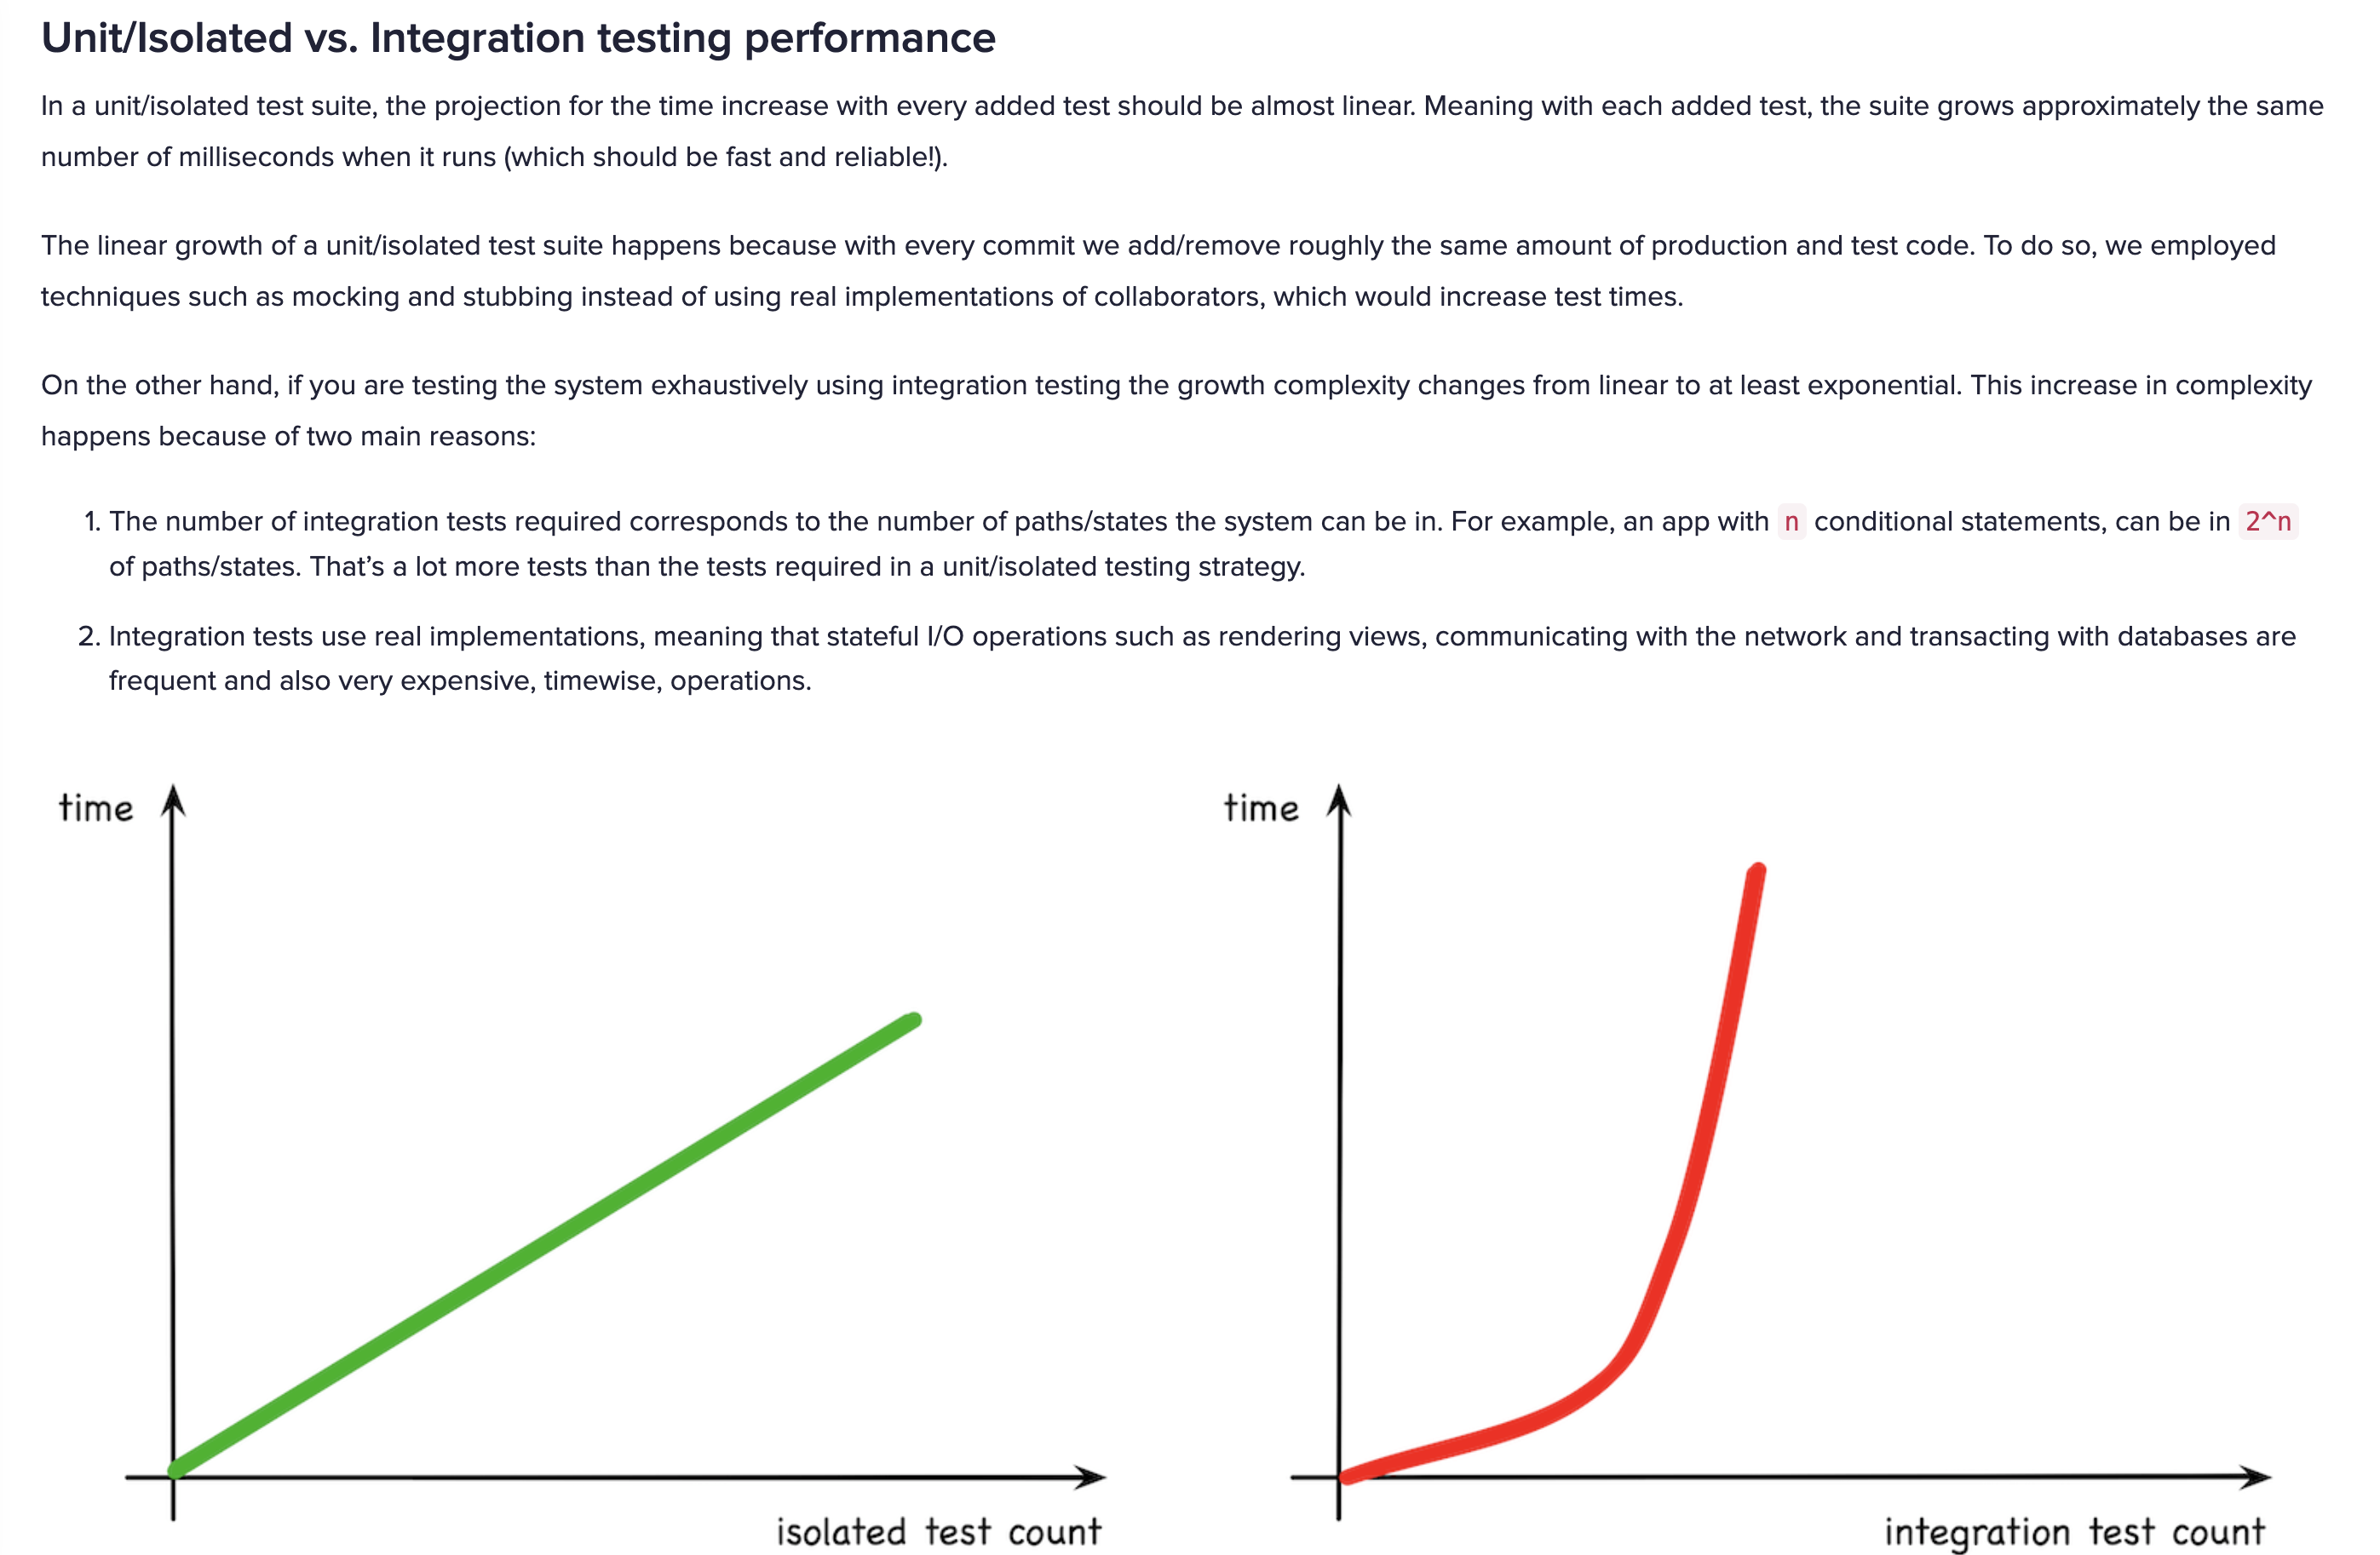 Unit/Isolated vs. Integration testing performance
In a unit/isolated test suite, the projection for the time increase with every added test should be almost linear. Meaning with each added test, the suite grows approximately the same
number of milliseconds when it runs (which should be fast and reliable!).
The linear growth of a unit/isolated test suite happens because with every commit we add/remove roughly the same amount of production and test code. To do so, we employed
techniques such as mocking and stubbing instead of using real implementations of collaborators, which would increase test times.
On the other hand, if you are testing the system exhaustively using integration testing the growth complexity changes from linear to at least exponential. This increase in complexity
happens because of two main reasons:
1. The number of integration tests required corresponds to the number of paths/states the system can be in. For example, an app with n conditional statements, can be in 2^n
of paths/states. That’s a lot more tests than the tests required in a unit/isolated testing strategy.
2. Integration tests use real implementations, meaning that stateful I/O operations such as rendering views, communicating with the network and transacting with databases are
frequent and also very expensive, timewise, operations.
time
isolated test count
time
integration test count